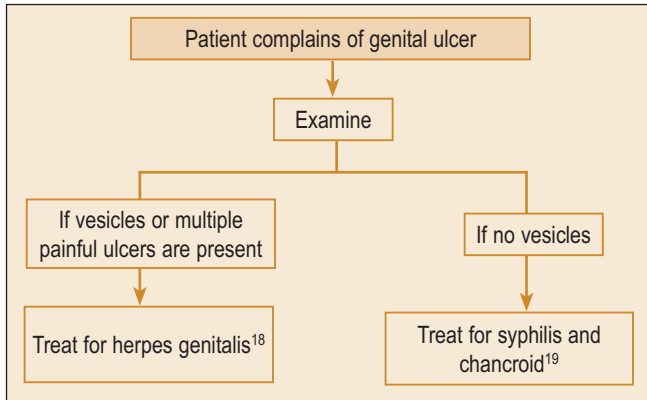 Patient complains of genital ulcer
Examine
If vesicles or multiple
painful ulcers are present
If no vesicles
Treat for herpes genitalis18
Treat for syphilis and
chancroid19